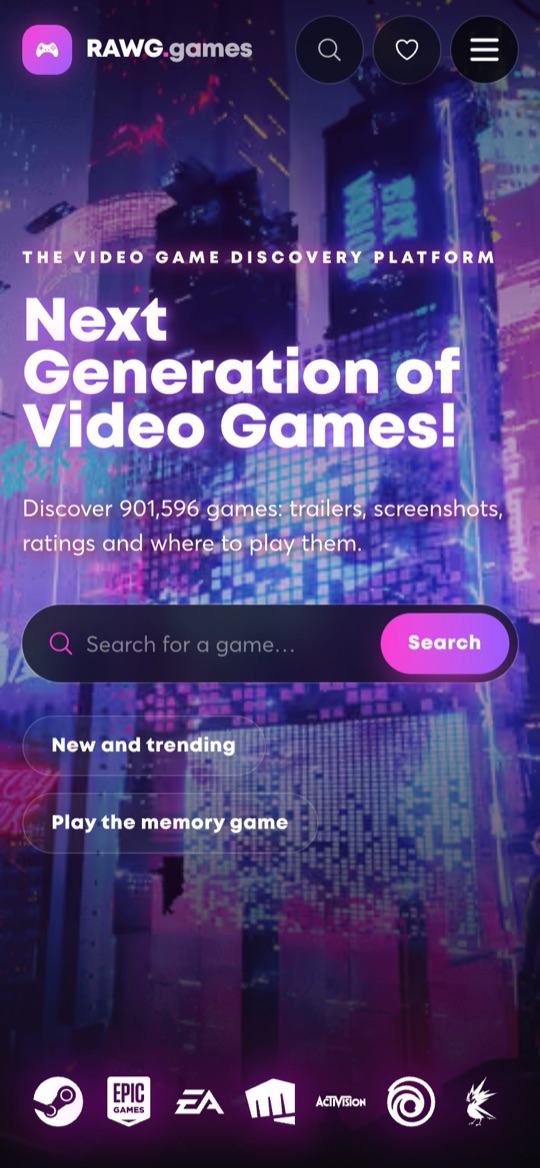 RAWG.games
THE VIDEO GAME DISCOVERY PLATFORM
Next
Generation of
Video Games!
Discover 901,596 games: trailers, screenshots,
ratings and where to play them.
Search for a game...
Search
New and trending
Play the memory game
EPIC
GAMES
EA
ACTIVISION